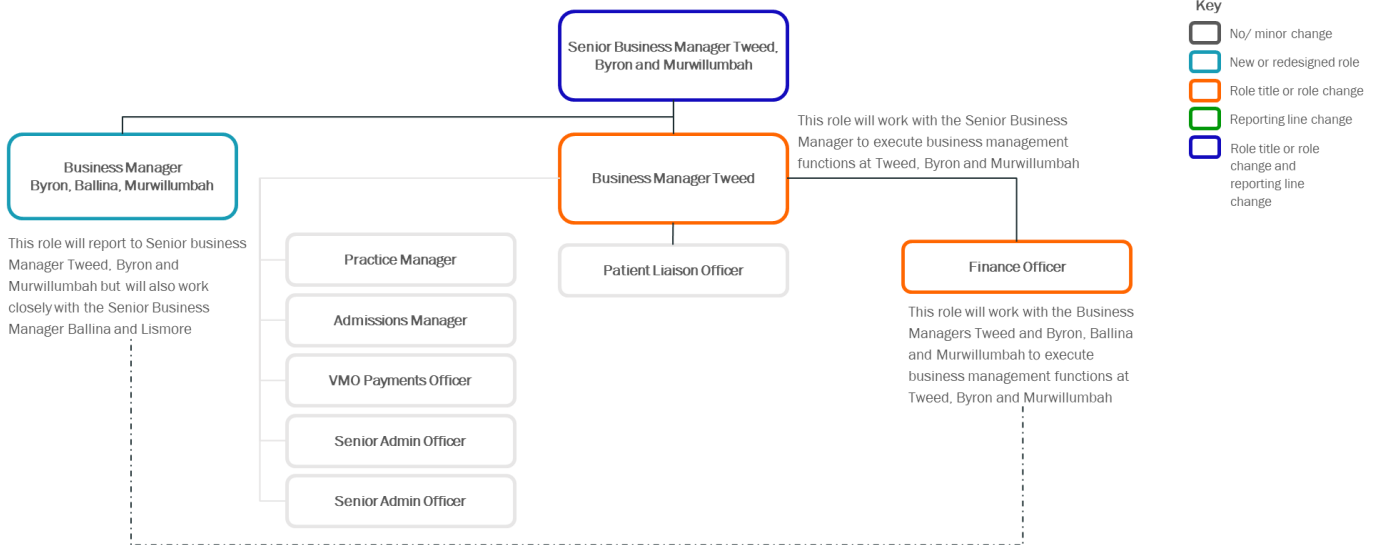 Key
No/ minor change
New or redesigned role
Role title or role change
Reporting line change
Role title or role
change and
reporting line
change
Senior Business Manager Tweed,
Byron and Murwillumbah
Business Manager
Byron, Ballina, Murwillumbah
This role will report to Senior business
Manager Tweed, Byron and
Murwillumbah but will also work
closely with the Senior Business
Manager Ballina and Lismore
Business Manager Tweed
This role will work with the Senior Business
Manager to execute business management
functions at Tweed, Byron and Murwillumbah
Practice Manager
Admissions Manager
VMO Payments Officer
Senior Admin Officer
Senior Admin Officer
Patient Liaison Officer
Finance Officer
This role will work with the Business
Managers Tweed and Byron, Ballina
and Murwillumbah to execute
business management functions at
Tweed, Byron and Murwillumbah